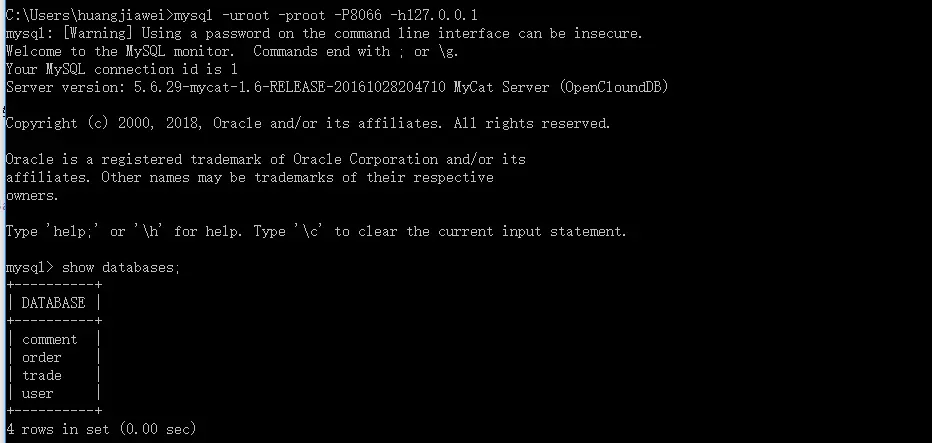 C:\Users\huangjiawei>mysql -uroot -proot -P8066 -h127.0.0.1
mysql: [Warning] Using a password on the command line interface can be insecure.
Welcome to the MySQL monitor.  Commands end with ; or \g.
Your MySQL connection id is 1
Server version: 5.6.29-mycat-1.6-RELEASE-20161028204710 MyCat Server (OpenCloundDB)
Copyright (c) 2000, 2018, Oracle and/or its affiliates. All rights reserved.
Oracle is a registered trademark of Oracle Corporation and/or its
affiliates. Other names may be trademarks of their respective
owners.
Type 'help;' or '\h' for help. Type '\c' to clear the current input statement.
mysql> show databases;
+----------+
| DATABASE |
+----------+
| comment  |
| order    |
| trade    |
| user     |
+----------+
4 rows in set (0.00 sec)